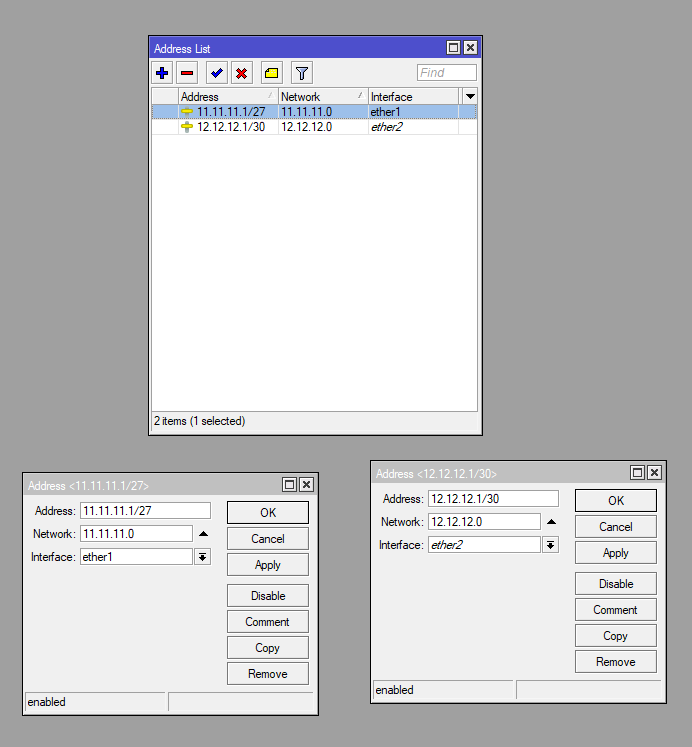 Address List
Find
Address Network Interface
11.11.11.1/27 11.11.11.0 ether1
12.12.12.1/30 12.12.12.0 ether2
2 items (1 selected)
Address <11.11.11.1/27>
Address: 11.11.11.1/27
Network: 11.11.11.0
Interface: ether1
OK
Cancel
Apply
Disable
Comment
Copy
Remove
enabled
Address <12.12.12.1/30>
Address: 12.12.12.1/30
Network: 12.12.12.0
Interface: ether2
OK
Cancel
Apply
Disable
Comment
Copy
Remove
enabled